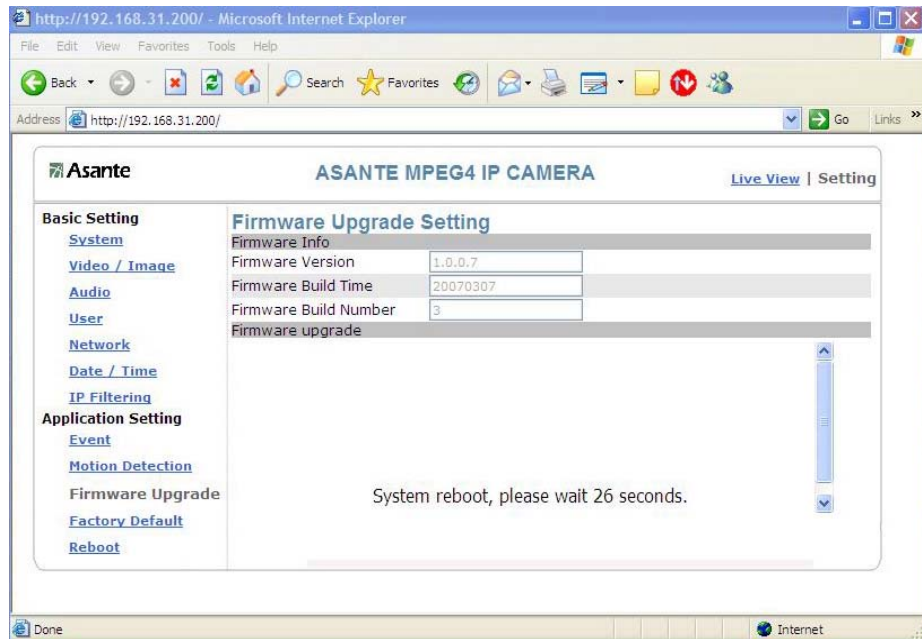 http://192.168.31.200/ - Microsoft Internet Explorer
File Edit View Favorites Tools Help
Back Search Favorites
Address http://192.168.31.200/ Go Links »
Asante ASANTE MPEG4 IP CAMERA Live View | Setting
Basic Setting
System
Video / Image
Audio
User
Network
Date / Time
IP Filtering
Application Setting
Event
Motion Detection
Firmware Upgrade
Factory Default
Reboot
Firmware Upgrade Setting
Firmware Info
Firmware Version 1.0.0.7
Firmware Build Time 20070307
Firmware Build Number 3
Firmware upgrade
System reboot, please wait 26 seconds.
Done Internet